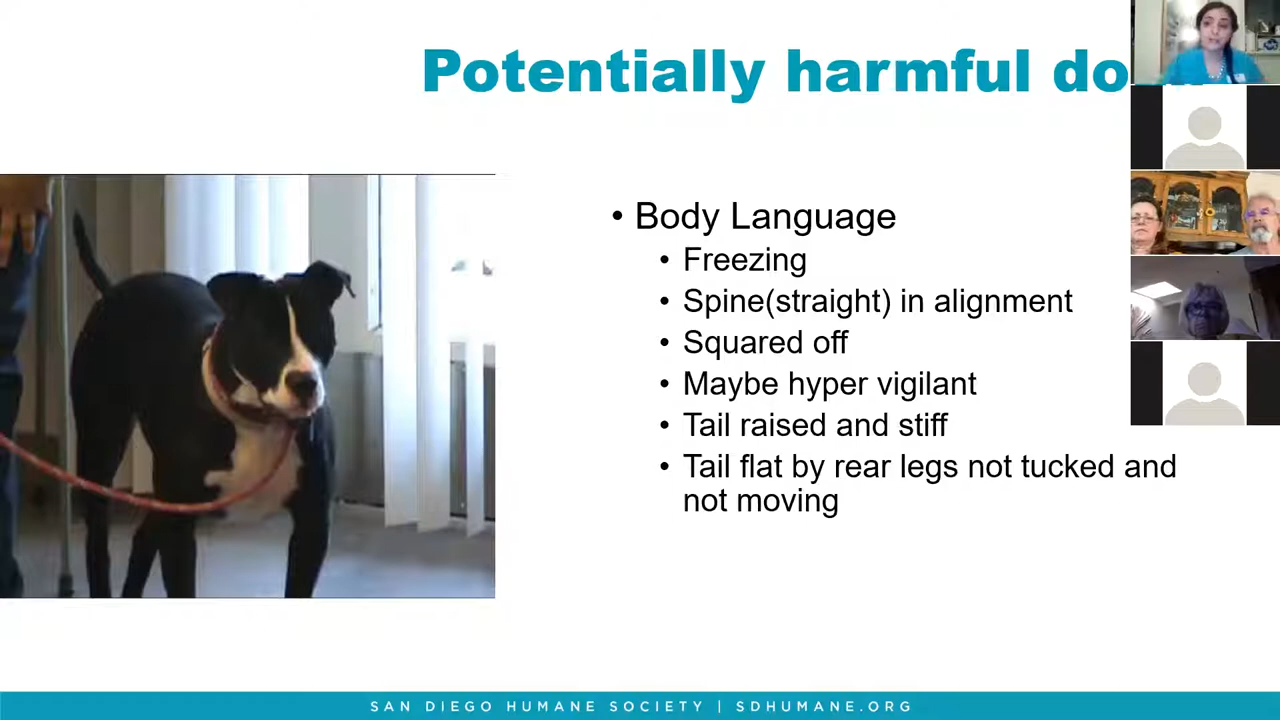 Potentially harmful
• Body Language
• Freezing
• Spine(straight) in alignment
• Squared off
• Maybe hyper vigilant
• Tail raised and stiff
• Tail flat by rear legs not tucked and
not moving
SAN DIEGO HUMANE SOCIETY | SDHUMANE.ORG